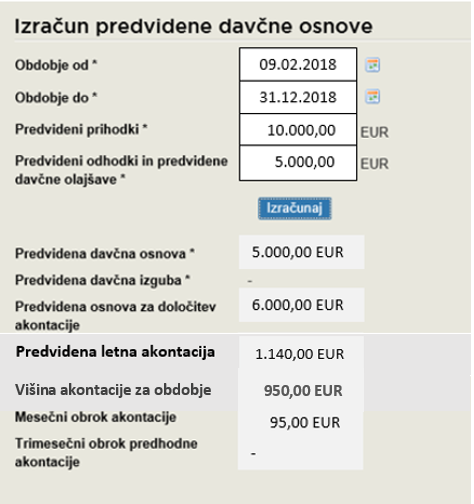 Izračun predvidene davčne osnove
Obdobje od * 09.02.2018
Obdobje do * 31.12.2018
Predvideni prihodki * 10.000,00 EUR
Predvideni odhodki in predvidene
davčne olajšave * 5.000,00 EUR
Izračunaj
Predvidena davčna osnova * 5.000,00 EUR
Predvidena davčna izguba * -
Predvidena osnova za določitev
akontacije 6.000,00 EUR
Predvidena letna akontacija 1.140,00 EUR
Višina akontacije za obdobje 950,00 EUR
Mesečni obrok akontacije 95,00 EUR
Trimesečni obrok predhodne
akontacije -